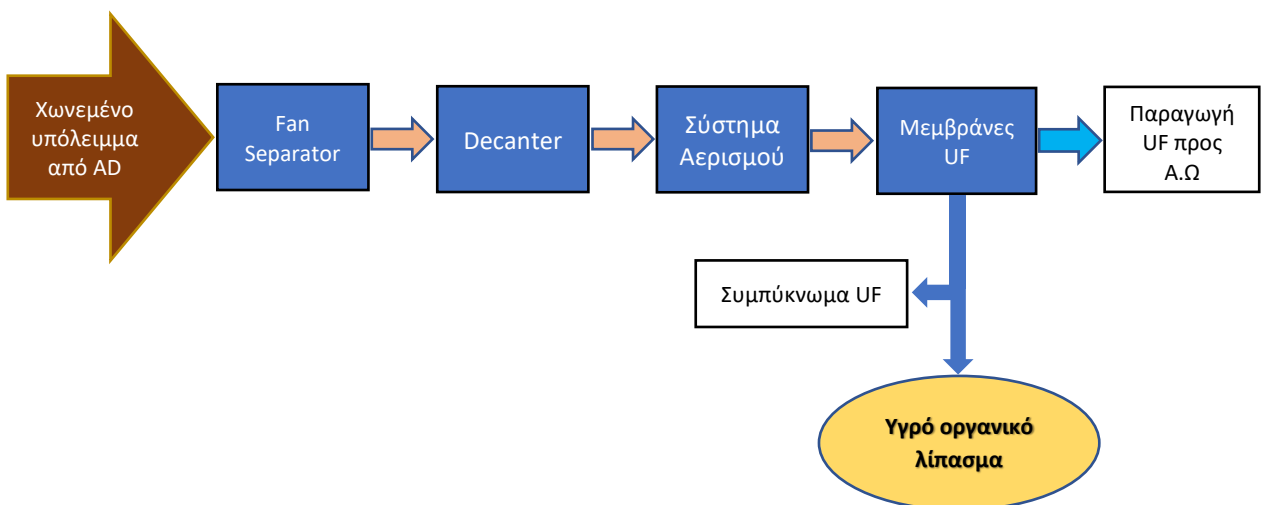 Χωνεμένο
υπόλειμμα
από AD
Fan
Separator
Decanter
Σύστημα
Αερισμού
Μεμβράνες
UF
Παραγωγή
UF προς
Α.Ω
Συμπύκνωμα UF
Υγρό οργανικό
λίπασμα